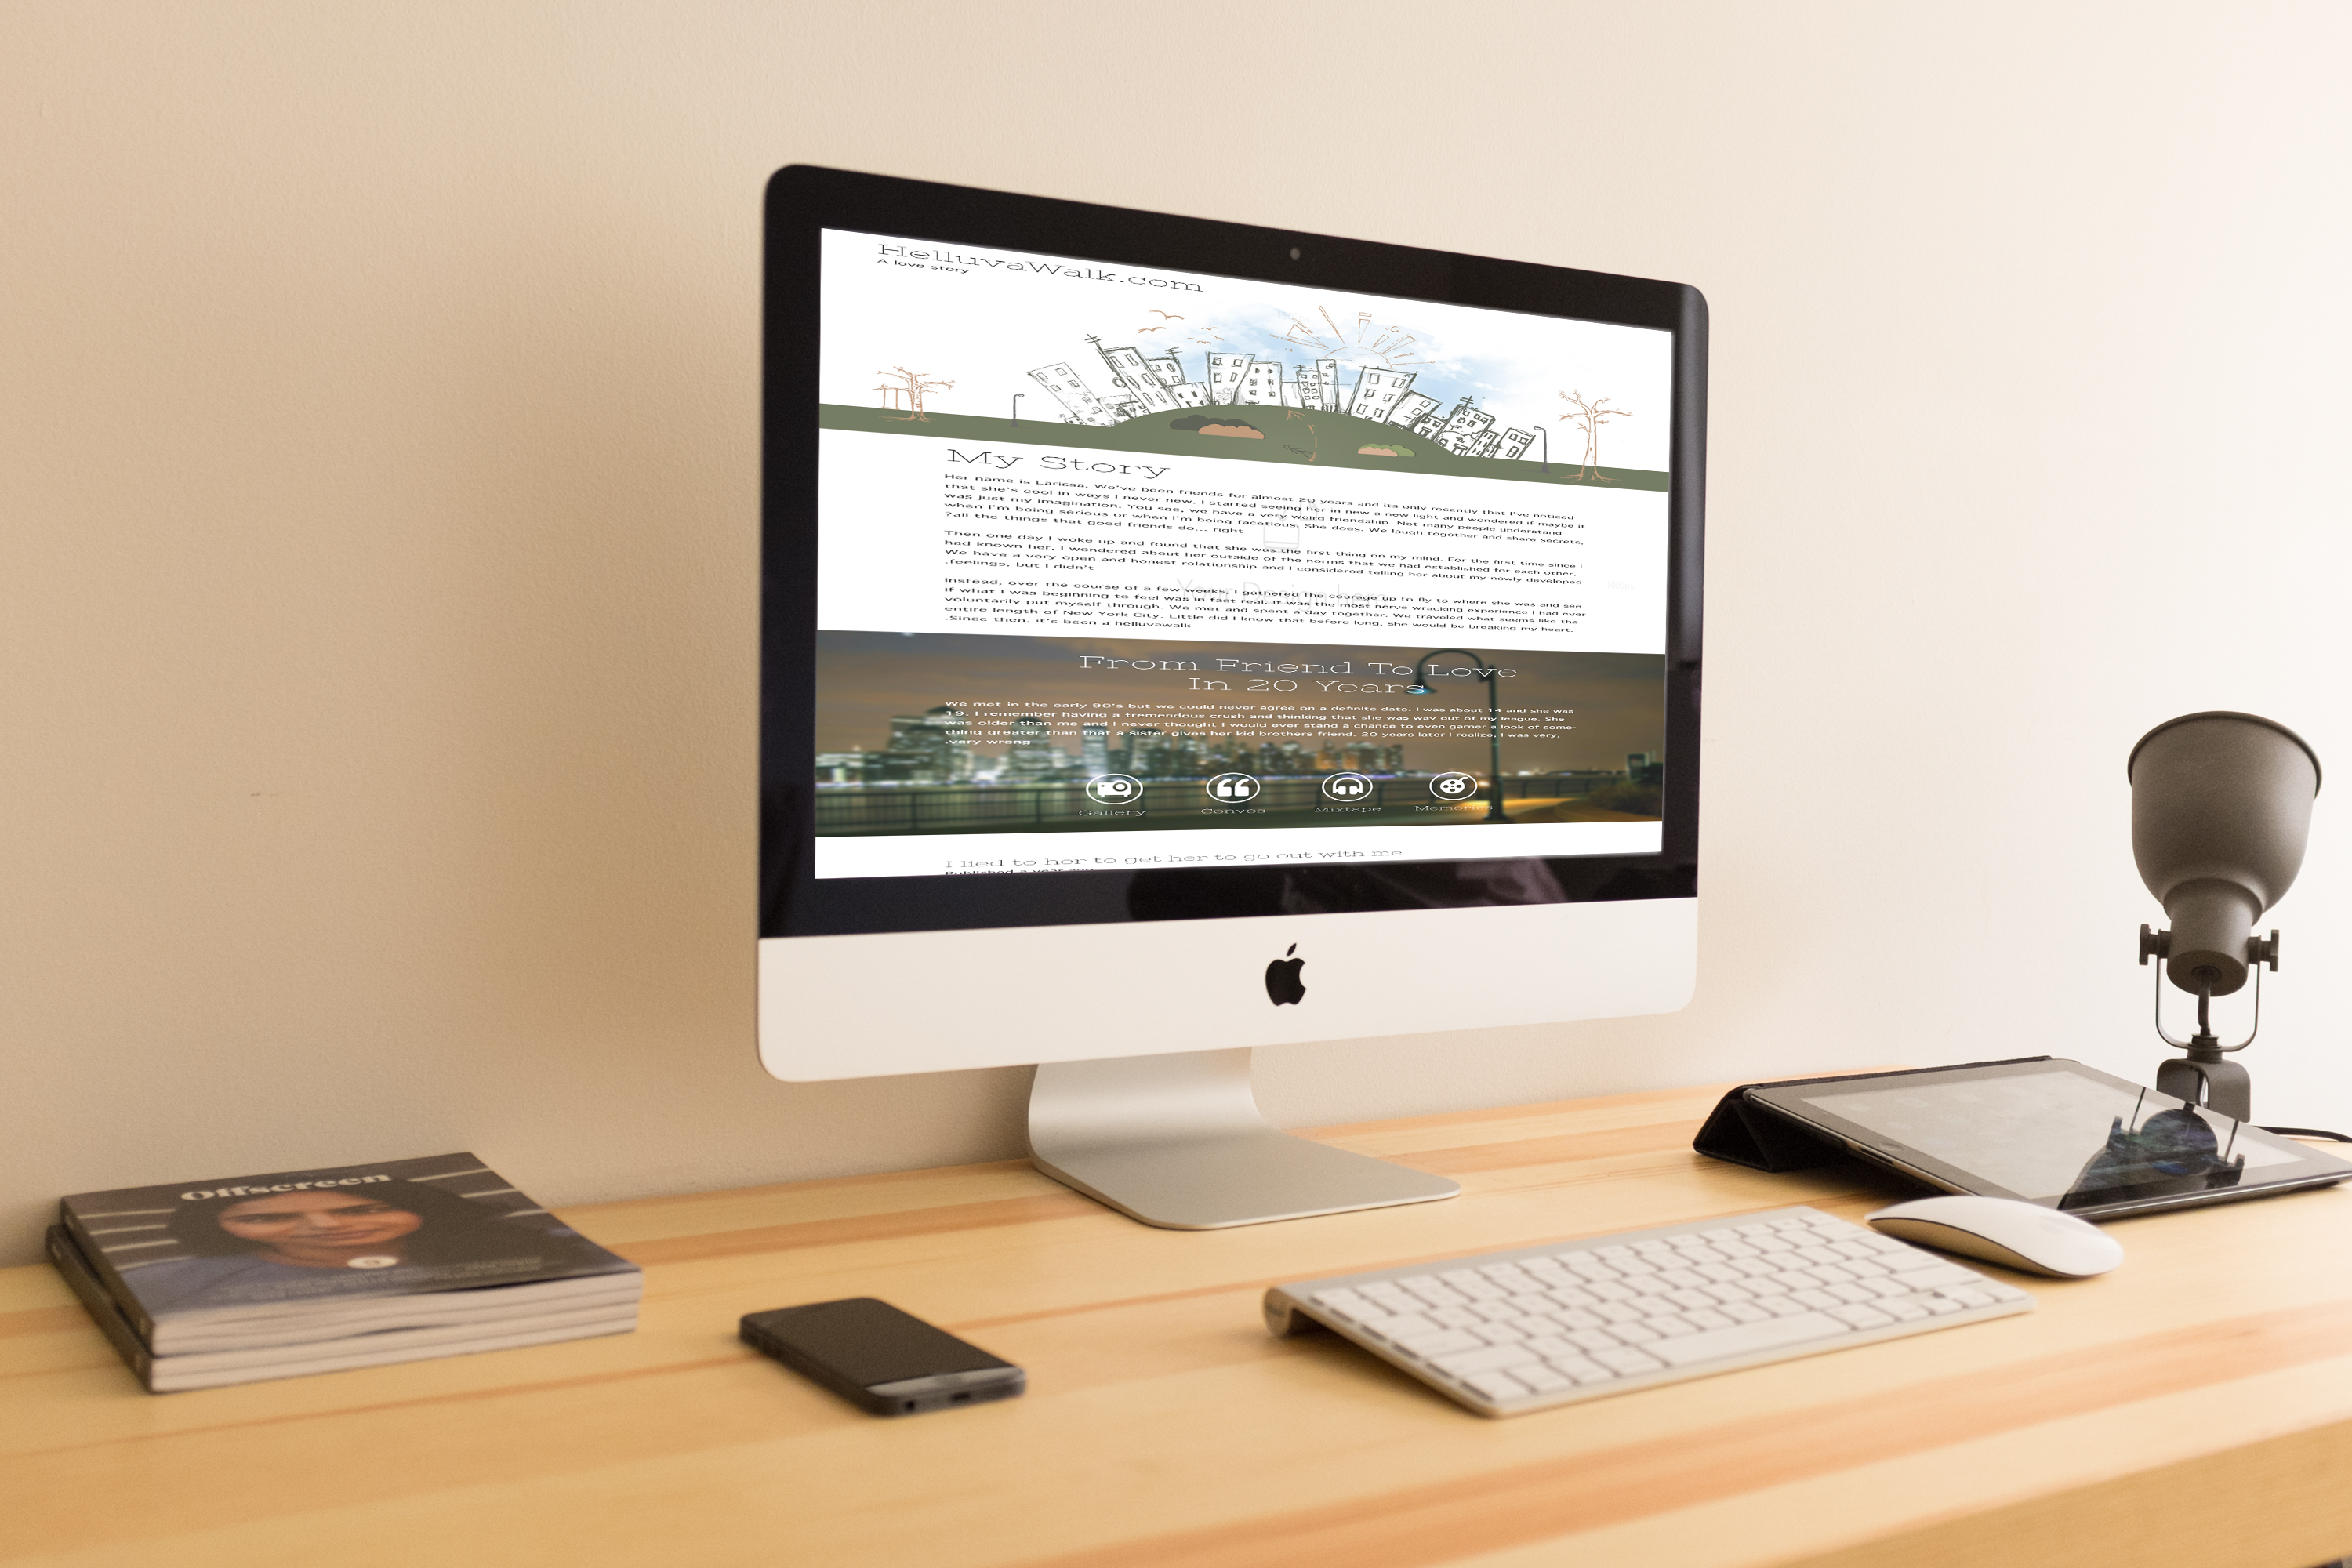 HelluvaWalk.com
A love story
My Story
Her name is Larissa. We've been friends for almost 20 years and its only recently that I've noticed
that she's cool in ways I never new. I started seeing her in new a new light and wondered if maybe it
was just my imagination. You see, we have a very weird friendship. Not many people understand
when I'm being serious or when I'm being facetious. She does. We laugh together and share secrets,
?all the things that good friends do... right
Then one day I woke up and found that she was the first thing on my mind. For the first time since I
had known her, I wondered about her outside of the norms that we had established for each other.
We have a very open and honest relationship and I considered telling her about my newly developed
.feelings, but I didn't
Instead, over the course of a few weeks, I gathered the courage up to fly to where she was and see
if what I was beginning to feel was in fact real. It was the most nerve wracking experience I had ever
voluntarily put myself through. We met and spent a day together. We traveled what seems like the
entire length of New York City. Little did I know that before long, she would be breaking my heart.
.Since then, it's been a helluvawalk
From Friend To Love
In 20 Years
We met in the early 90's but we could never agree on a definite date. I was about 14 and she was
19. I remember having a tremendous crush and thinking that she was way out of my league. She
was older than me and I never thought I would ever stand a chance to even garner a look of some-
thing greater than that a sister gives her kid brothers friend. 20 years later I realize, I was very,
.very wrong
Gallery
Convos
Mixtape
Memories
I lied to her to get her to go out with me
Published a year ago
Offscreen